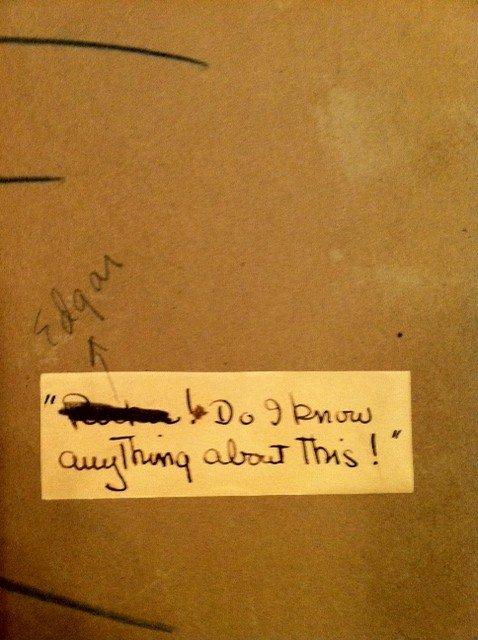 Edgar
" ! Do I know
anything about This ! "